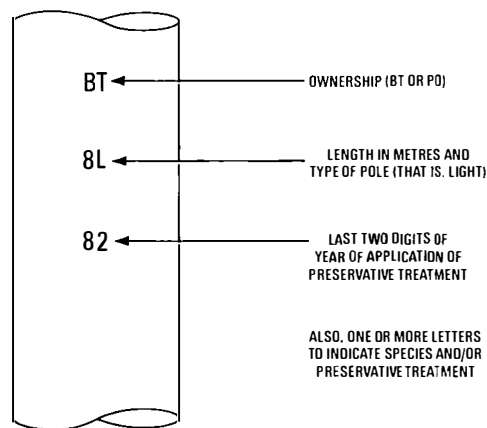 BT
OWNERSHIP (BT OR PO)
8L
LENGTH IN METRES AND
TYPE OF POLE (THAT IS. LIGHT)
82
LAST TWO DIGITS OF
YEAR OF APPLICATION OF
PRESERVATIVE TREATMENT
ALSO, ONE OR MORE LETTERS
TO INDICATE SPECIES AND/OR
PRESERVATIVE TREATMENT